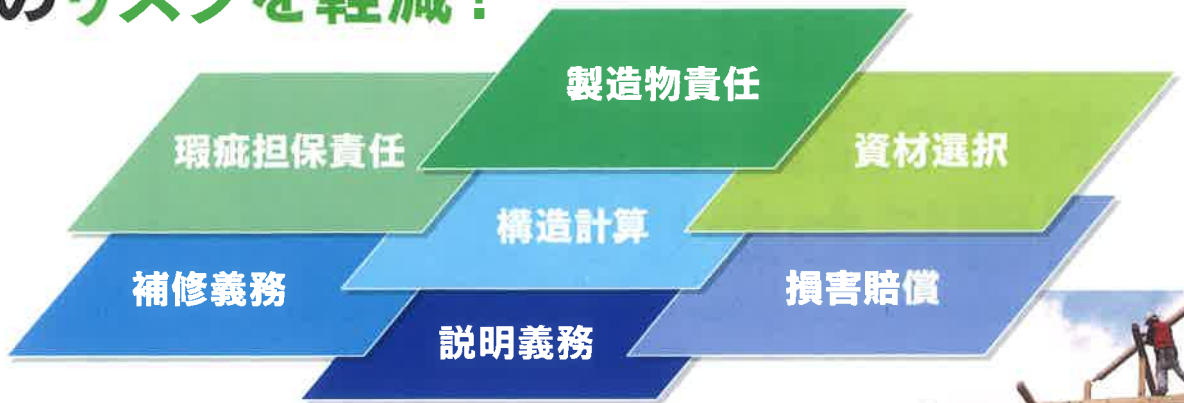 のリスクを軽減!
製造物責任
瑕疵担保責任
資材選択
構造計算
補修義務
損害賠償
説明義務